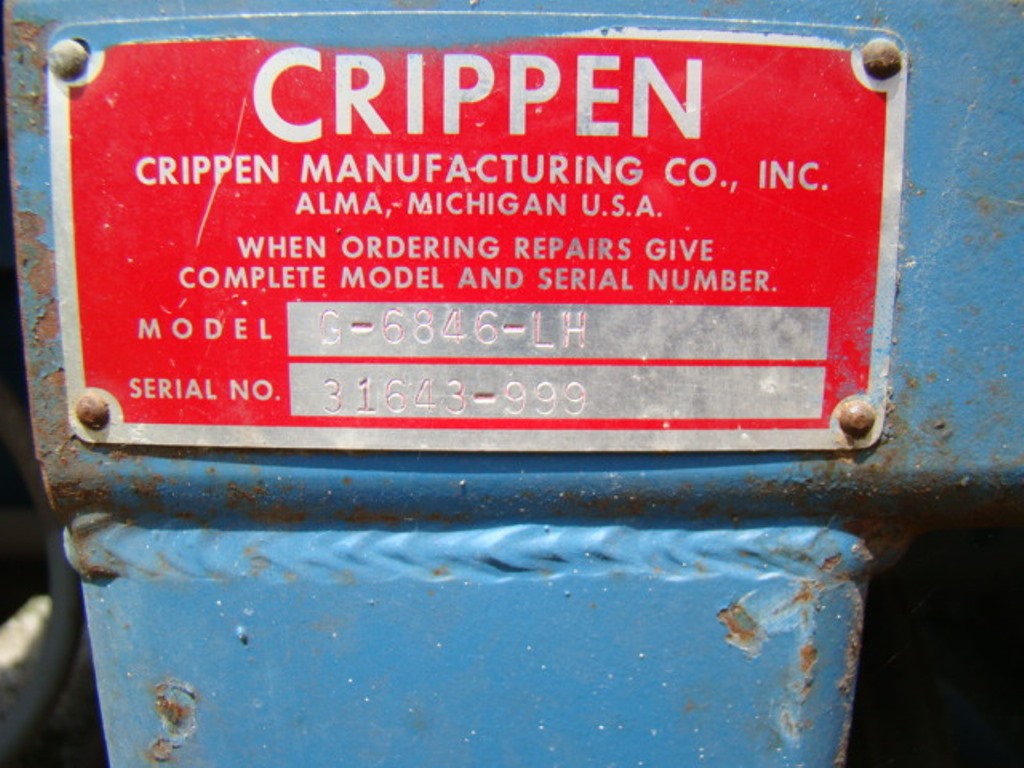 CRIPPEN
CRIPPEN MANUFACTURING CO., INC.
ALMA, MICHIGAN U.S.A.
WHEN ORDERING REPAIRS GIVE
COMPLETE MODEL AND SERIAL NUMBER.
MODEL G-6846-LH
SERIAL NO. 31643-999